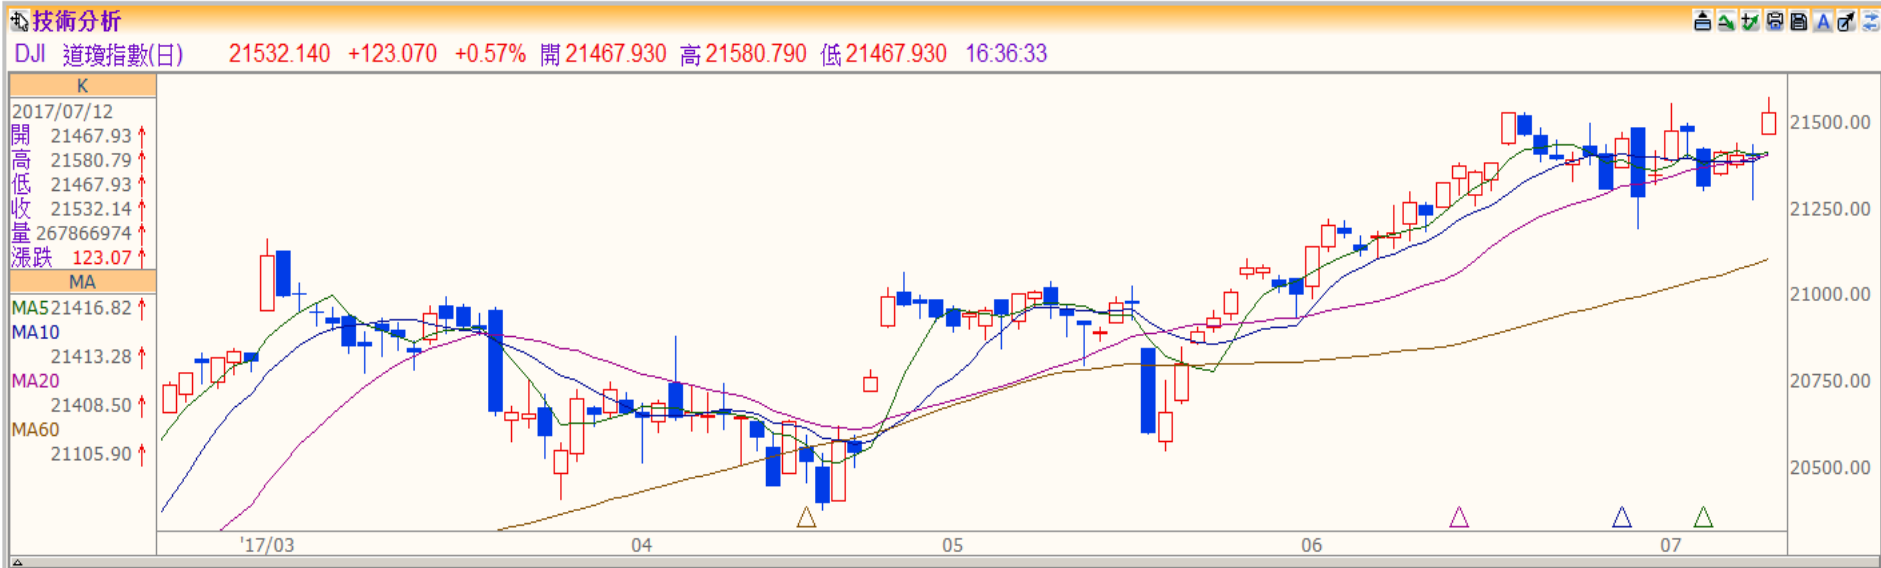 技術分析
DJI 道瓊指數(日) 21532.140 +123.070 +0.57% 開 21467.930 高 21580.790 低 21467.930 16:36:33
K
2017/07/12
開 21467.93
高 21580.79
低 21467.93
收 21532.14
量 267866974
漲跌 123.07
MA
MA5 21416.82
MA10
21413.28
MA20
21408.50
MA60
21105.90
21500.00
21250.00
21000.00
20750.00
20500.00
'17/03 04 05 06 07
A